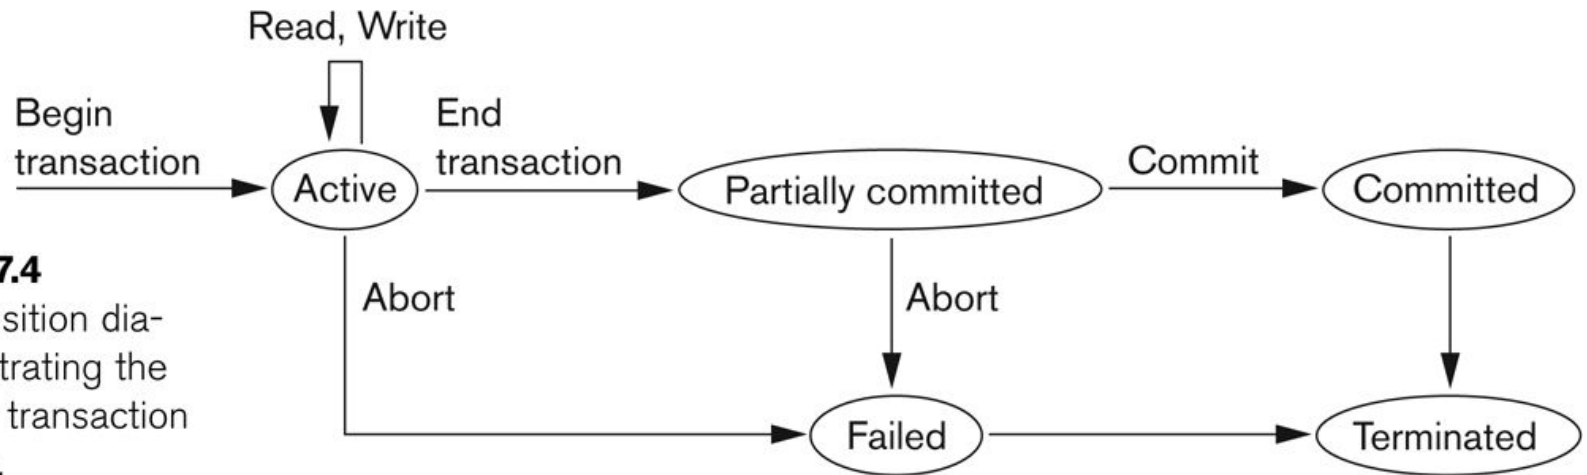 Read, Write
Begin
transaction
End
transaction
Active
Partially committed
Commit
Committed
7.4
sition dia-
trating the
transaction
Abort
Abort
Failed
Terminated